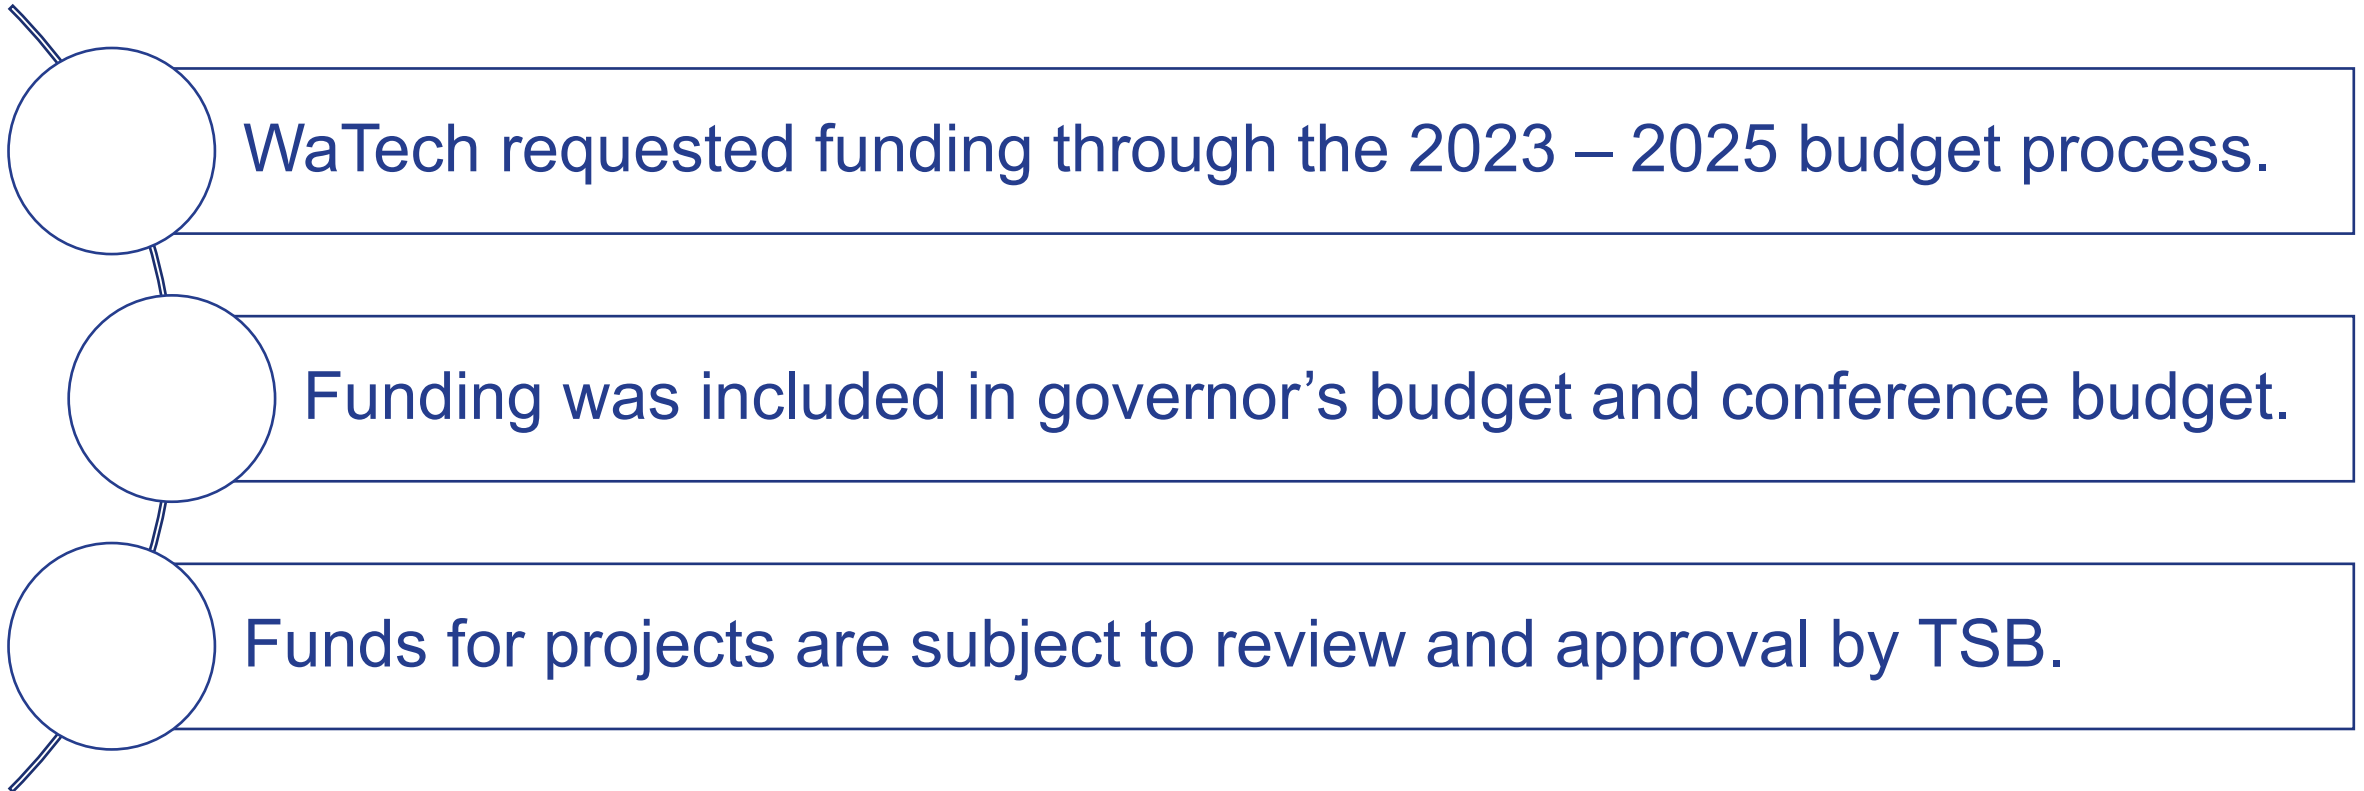 WaTech requested funding through the 2023 – 2025 budget process.
Funding was included in governor’s budget and conference budget.
Funds for projects are subject to review and approval by TSB.